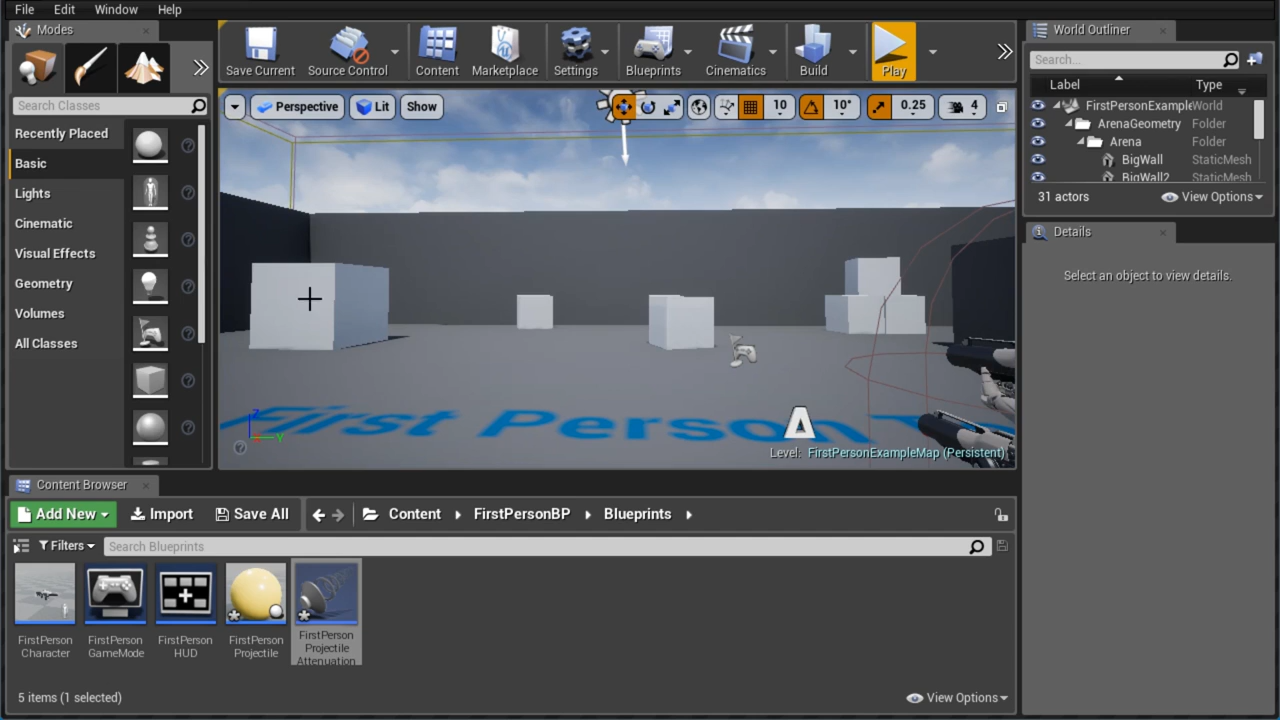 File Edit Window Help
Modes
World Outliner
Save Current
Source Control
Content
Marketplace
Settings
Blueprints
Cinematics
Build
Play
Search...
Label
Type
Search Classes
Perspective
Lit
Show
10
10°
0.25
4
FirstPersonExample World
ArenaGeometry Folder
Arena Folder
BigWall StaticMesh
BigWall2 StaticMesh
31 actors
View Options
Recently Placed
Basic
Lights
Cinematic
Visual Effects
Geometry
Volumes
All Classes
Details
Select an object to view details.
First Person T
Z
Y
A
Level: FirstPersonExampleMap (Persistent)
Content Browser
Add New
Import
Save All
Content
FirstPersonBP
Blueprints
Filters
Search Blueprints
FirstPerson
Character
FirstPerson
GameMode
FirstPerson
HUD
FirstPerson
Projectile
FirstPerson
Projectile
Attenuation
5 items (1 selected)
View Options